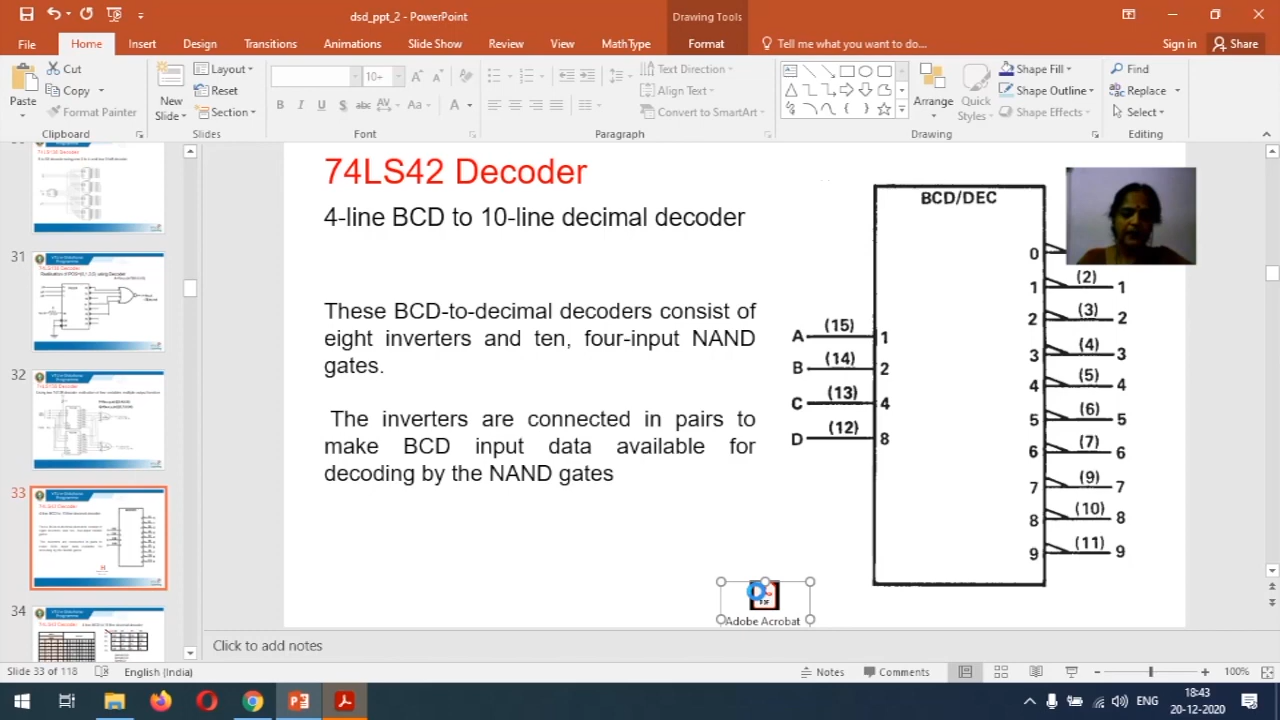 dsd_ppt_2 - PowerPoint
Drawing Tools
File Home Insert Design Transitions Animations Slide Show Review View MathType Format Tell me what you want to do... Sign in Share
Paste Cut Copy Format Painter
Clipboard
New Slide Layout Reset Section
Slides
10+
B I U S abc AV Aa A
Font
Text Direction
Align Text
Convert to SmartArt
Paragraph
Arrange Quick Styles
Shape Fill
Shape Outline
Shape Effects
Drawing
Find
Replace
Select
Editing
31
32
33
34
74LS42 Decoder
4-line BCD to 10-line decimal decoder
These BCD-to-decimal decoders consist of
eight inverters and ten, four-input NAND
gates.
The inverters are connected in pairs to
make BCD input data available for
decoding by the NAND gates
BCD/DEC
0
1 (2) 1
2 (3) 2
A (15) 1
3 (4) 3
B (14) 2
4 (5) 4
C (13) 4
5 (6) 5
D (12) 8
6 (7) 6
7 (9) 7
8 (10) 8
9 (11) 9
Adobe Acrobat
Click to add notes
Slide 33 of 118 English (India) Notes Comments 100%
ENG
18:43
20-12-2020